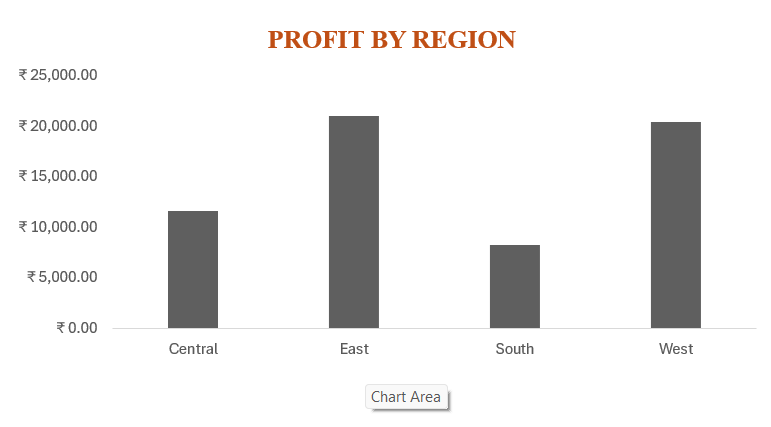 PROFIT BY REGION
₹ 25,000.00
₹ 20,000.00
₹ 15,000.00
₹ 10,000.00
₹ 5,000.00
₹ 0.00
Central East South West
Chart Area